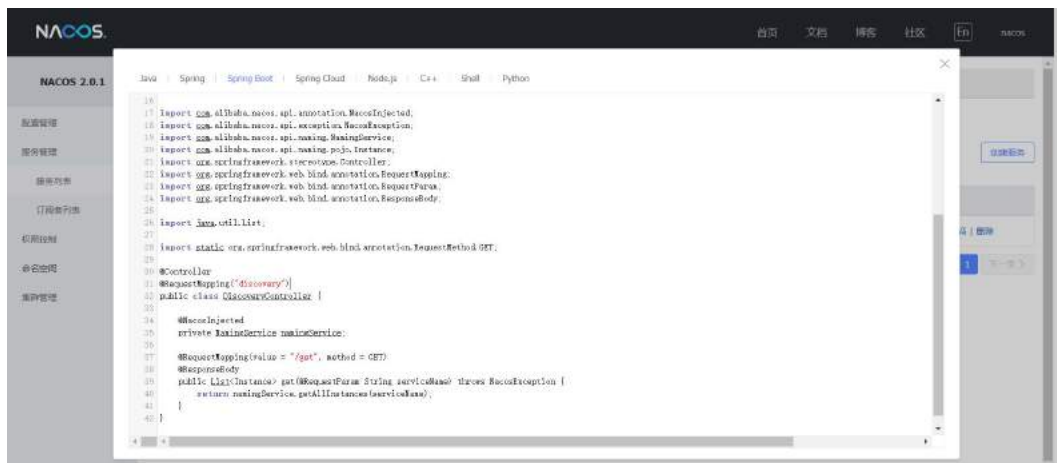 NACOS.
首页 文档 博客 社区 En nacos
NACOS 2.0.1
配置管理
服务管理
服务列表
订阅者列表
权限控制
命名空间
集群管理
创建服务
删除
1 下一页
Java Spring Spring Boot Spring Cloud Node.js C++ Shell Python
16
17 import com.alibaba.nacos.api.annotation.NacosInjected;
18 import com.alibaba.nacos.api.exception.NacosException;
19 import com.alibaba.nacos.api.naming.NamingService;
20 import com.alibaba.nacos.api.naming.pojo.Instance;
21 import org.springframework.stereotype.Controller;
22 import org.springframework.web.bind.annotation.RequestMapping;
23 import org.springframework.web.bind.annotation.RequestParam;
24 import org.springframework.web.bind.annotation.ResponseBody;
25
26 import java.util.List;
27
28 import static org.springframework.web.bind.annotation.RequestMethod.GET;
29
30 @Controller
31 @RequestMapping("discovery")
32 public class DiscoveryController {
33
34 @NacosInjected
35 private NamingService namingService;
36
37 @RequestMapping(value = "/get", method = GET)
38 @ResponseBody
39 public List<Instance> get(@RequestParam String serviceName) throws NacosException {
40 return namingService.getAllInstances(serviceName);
41 }
42 }